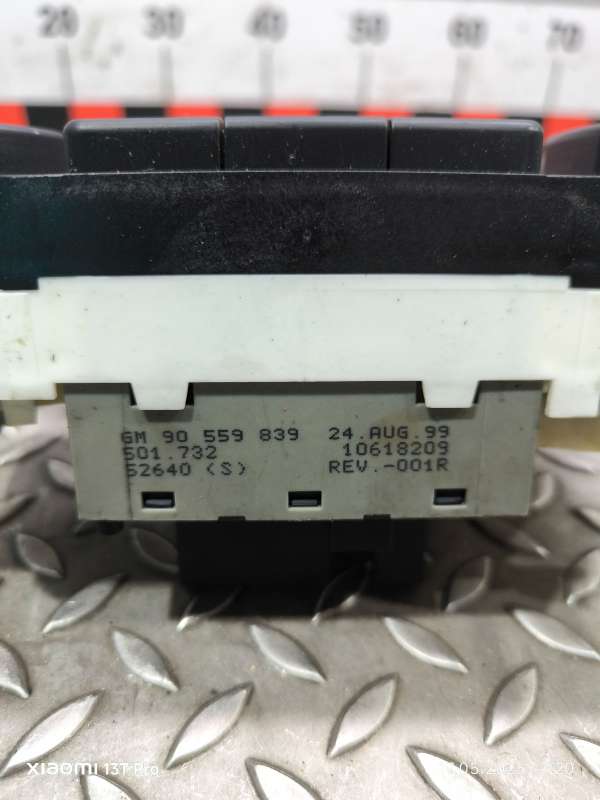 20 30 40 50 60 70
GM 90 559 839 24.AUG.99
501.732 10618209
52640 (S) REV.-001R
xiaomi 13T Pro